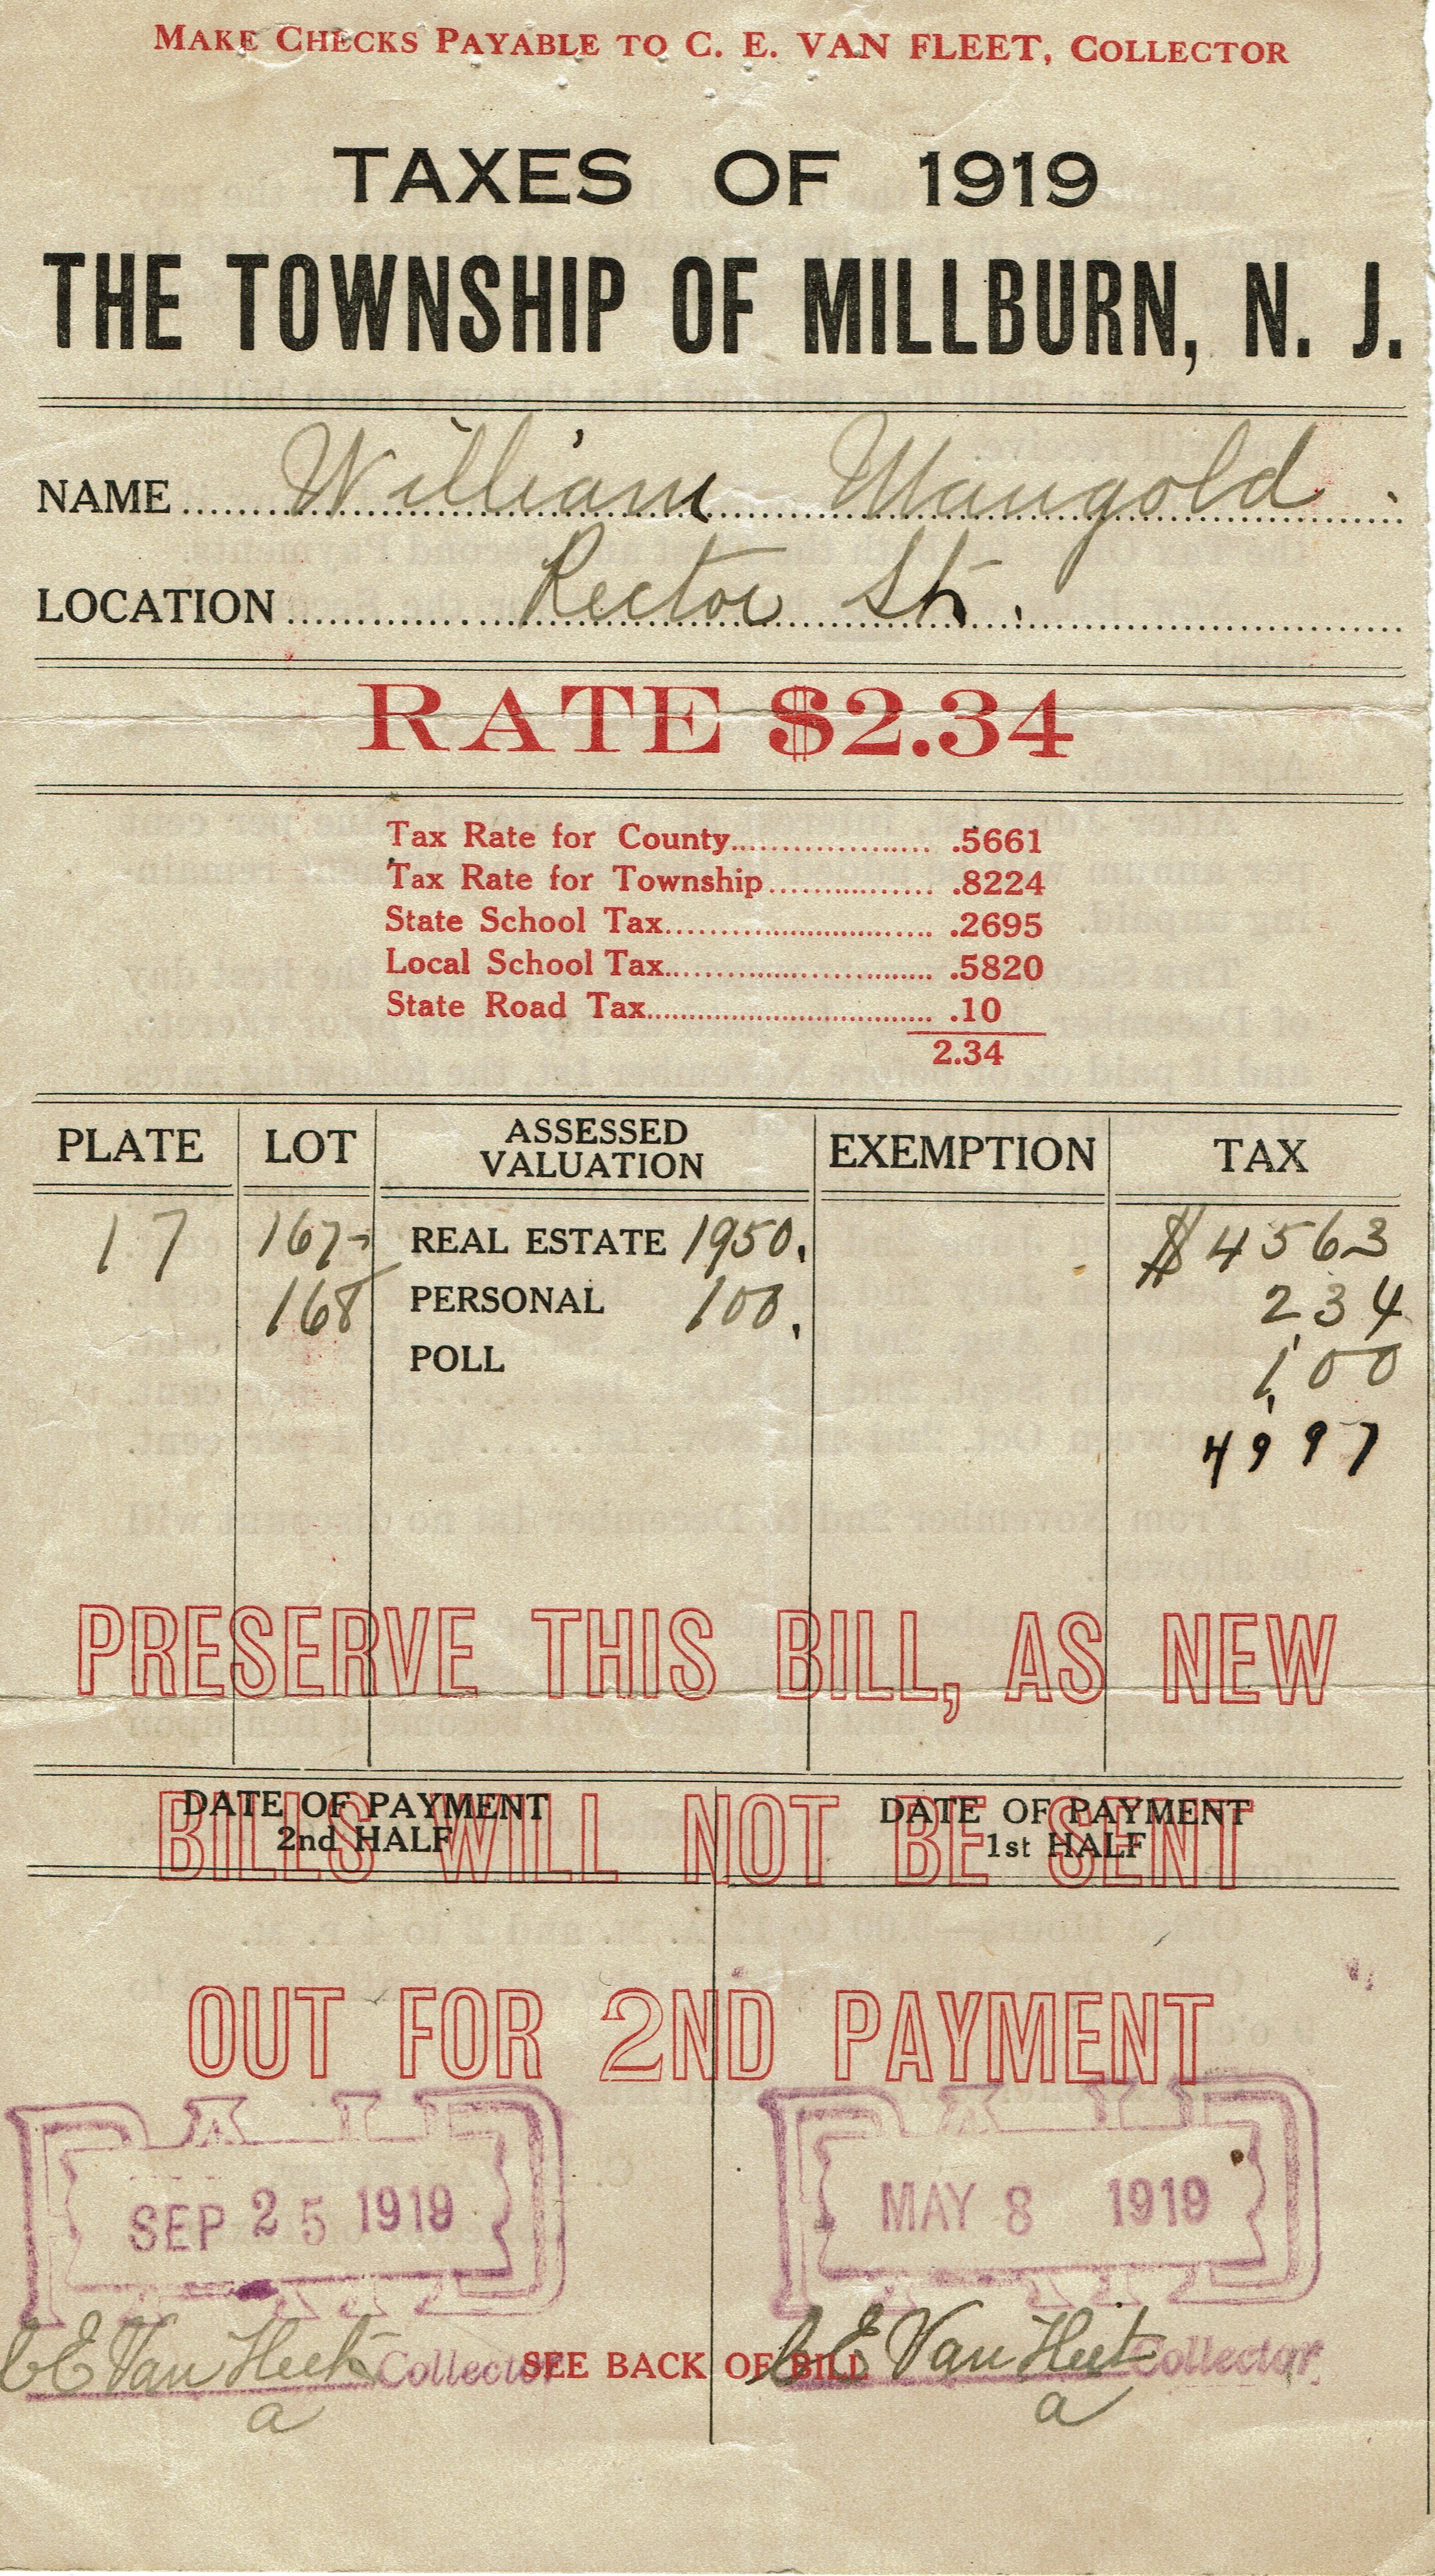 MAKE CHECKS PAYABLE TO C. E. VAN FLEET, COLLECTOR
TAXES OF 1919
THE TOWNSHIP OF MILLBURN, N. J.
NAME William Mangold
LOCATION Rector St.
RATE $2.34
Tax Rate for County .5661
Tax Rate for Township .8224
State School Tax .2695
Local School Tax .5820
State Road Tax .10
2.34
PLATE LOT ASSESSED VALUATION EXEMPTION TAX
17 167- REAL ESTATE 1950. $4563
168 PERSONAL 100. 234
POLL 1,00
4997
PRESERVE THIS BILL, AS NEW
BILLS WILL NOT BE SENT
DATE OF PAYMENT 2nd HALF DATE OF PAYMENT 1st HALF
OUT FOR 2ND PAYMENT
PAID PAID
SEP 25 1919 MAY 8 1919
C E Van Fleet Collector SEE BACK OF BILL C E Van Fleet Collector
a a